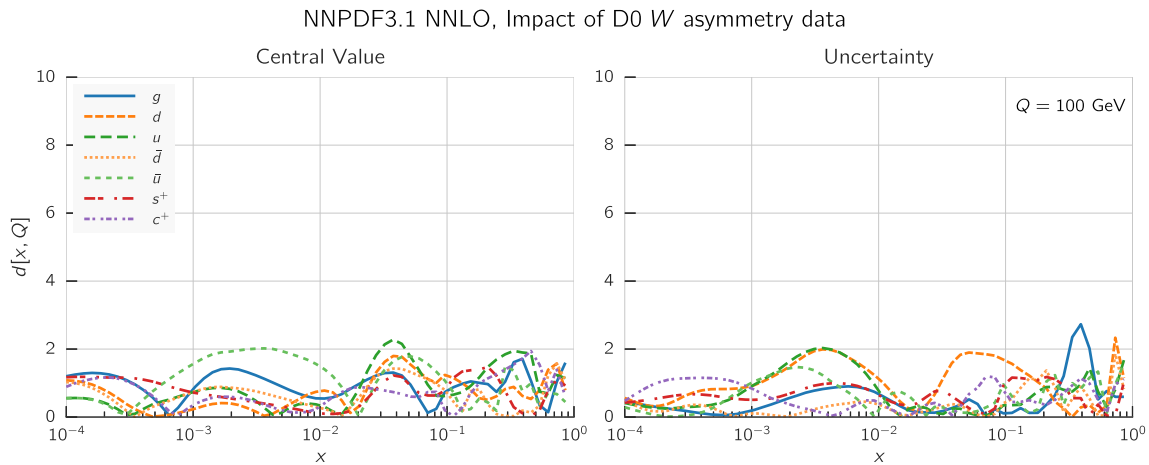 NNPDF3.1 NNLO, Impact of D0 W asymmetry data
Central Value
10
8
6
4
2
0
d[x, Q]
g
d
u
d̄
ū
s⁺
c⁺
10⁻⁴ 10⁻³ 10⁻² 10⁻¹ 10⁰
x
Uncertainty
Q = 100 GeV
10
8
6
4
2
0
10⁻⁴ 10⁻³ 10⁻² 10⁻¹ 10⁰
x